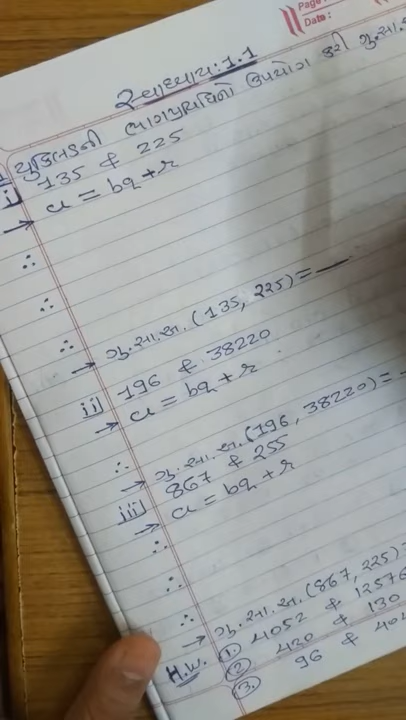 Page
Date :
સ્વાધ્યાય : 1.1
યુક્લિડની ભાગપ્રવિધિનો ઉપયોગ કરી ગુ.સા.
i) 135 & 225
→ a = bq + r
∴
∴
∴
→ ગુ.સા.અ. (135, 225) =
ii) 196 & 38220
→ a = bq + r
∴
→ ગુ.સા.અ. (196, 38220) =
iii) 867 & 255
→ a = bq + r
∴
∴
∴
→ ગુ.સા.અ. (867, 225) =
H.W. ① 4052 & 12576
② 420 & 130
③ 96 & 404